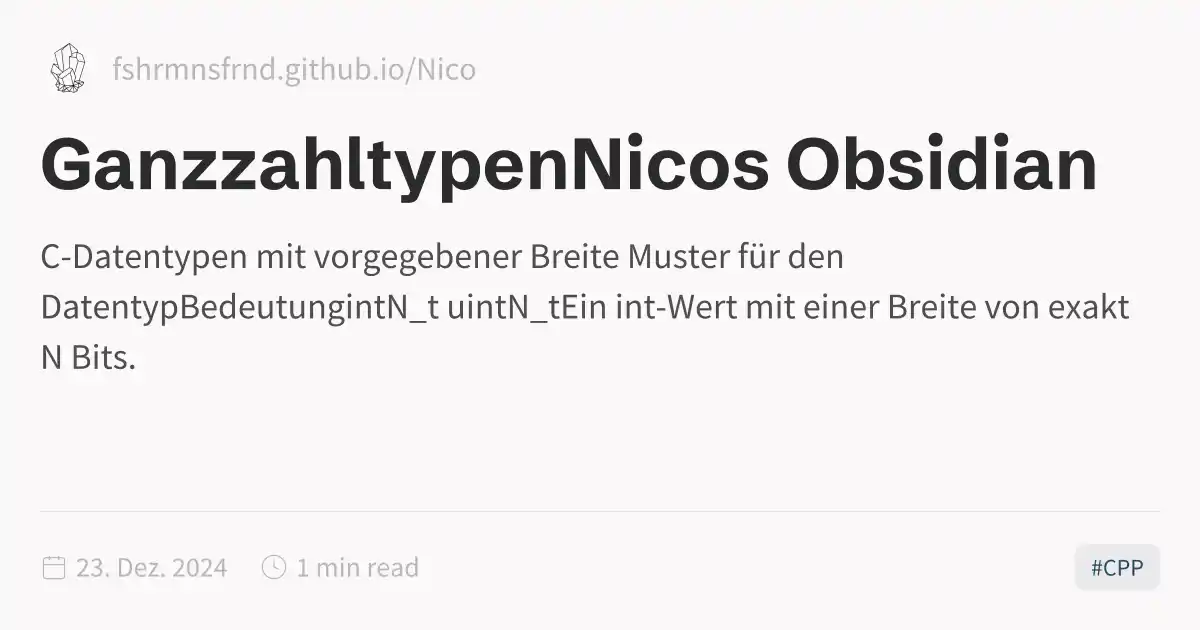 fshrmnsfrnd.github.io/Nico
GanzzahltypenNicos Obsidian
C-Datentypen mit vorgegebener Breite Muster für den
DatentypBedeutungintN_t uintN_tEin int-Wert mit einer Breite von exakt
N Bits.
23. Dez. 2024 1 min read
#CPP